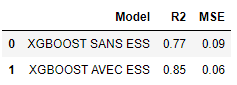 Model R2 MSE
0 XGBOOST SANS ESS 0.77 0.09
1 XGBOOST AVEC ESS 0.85 0.06